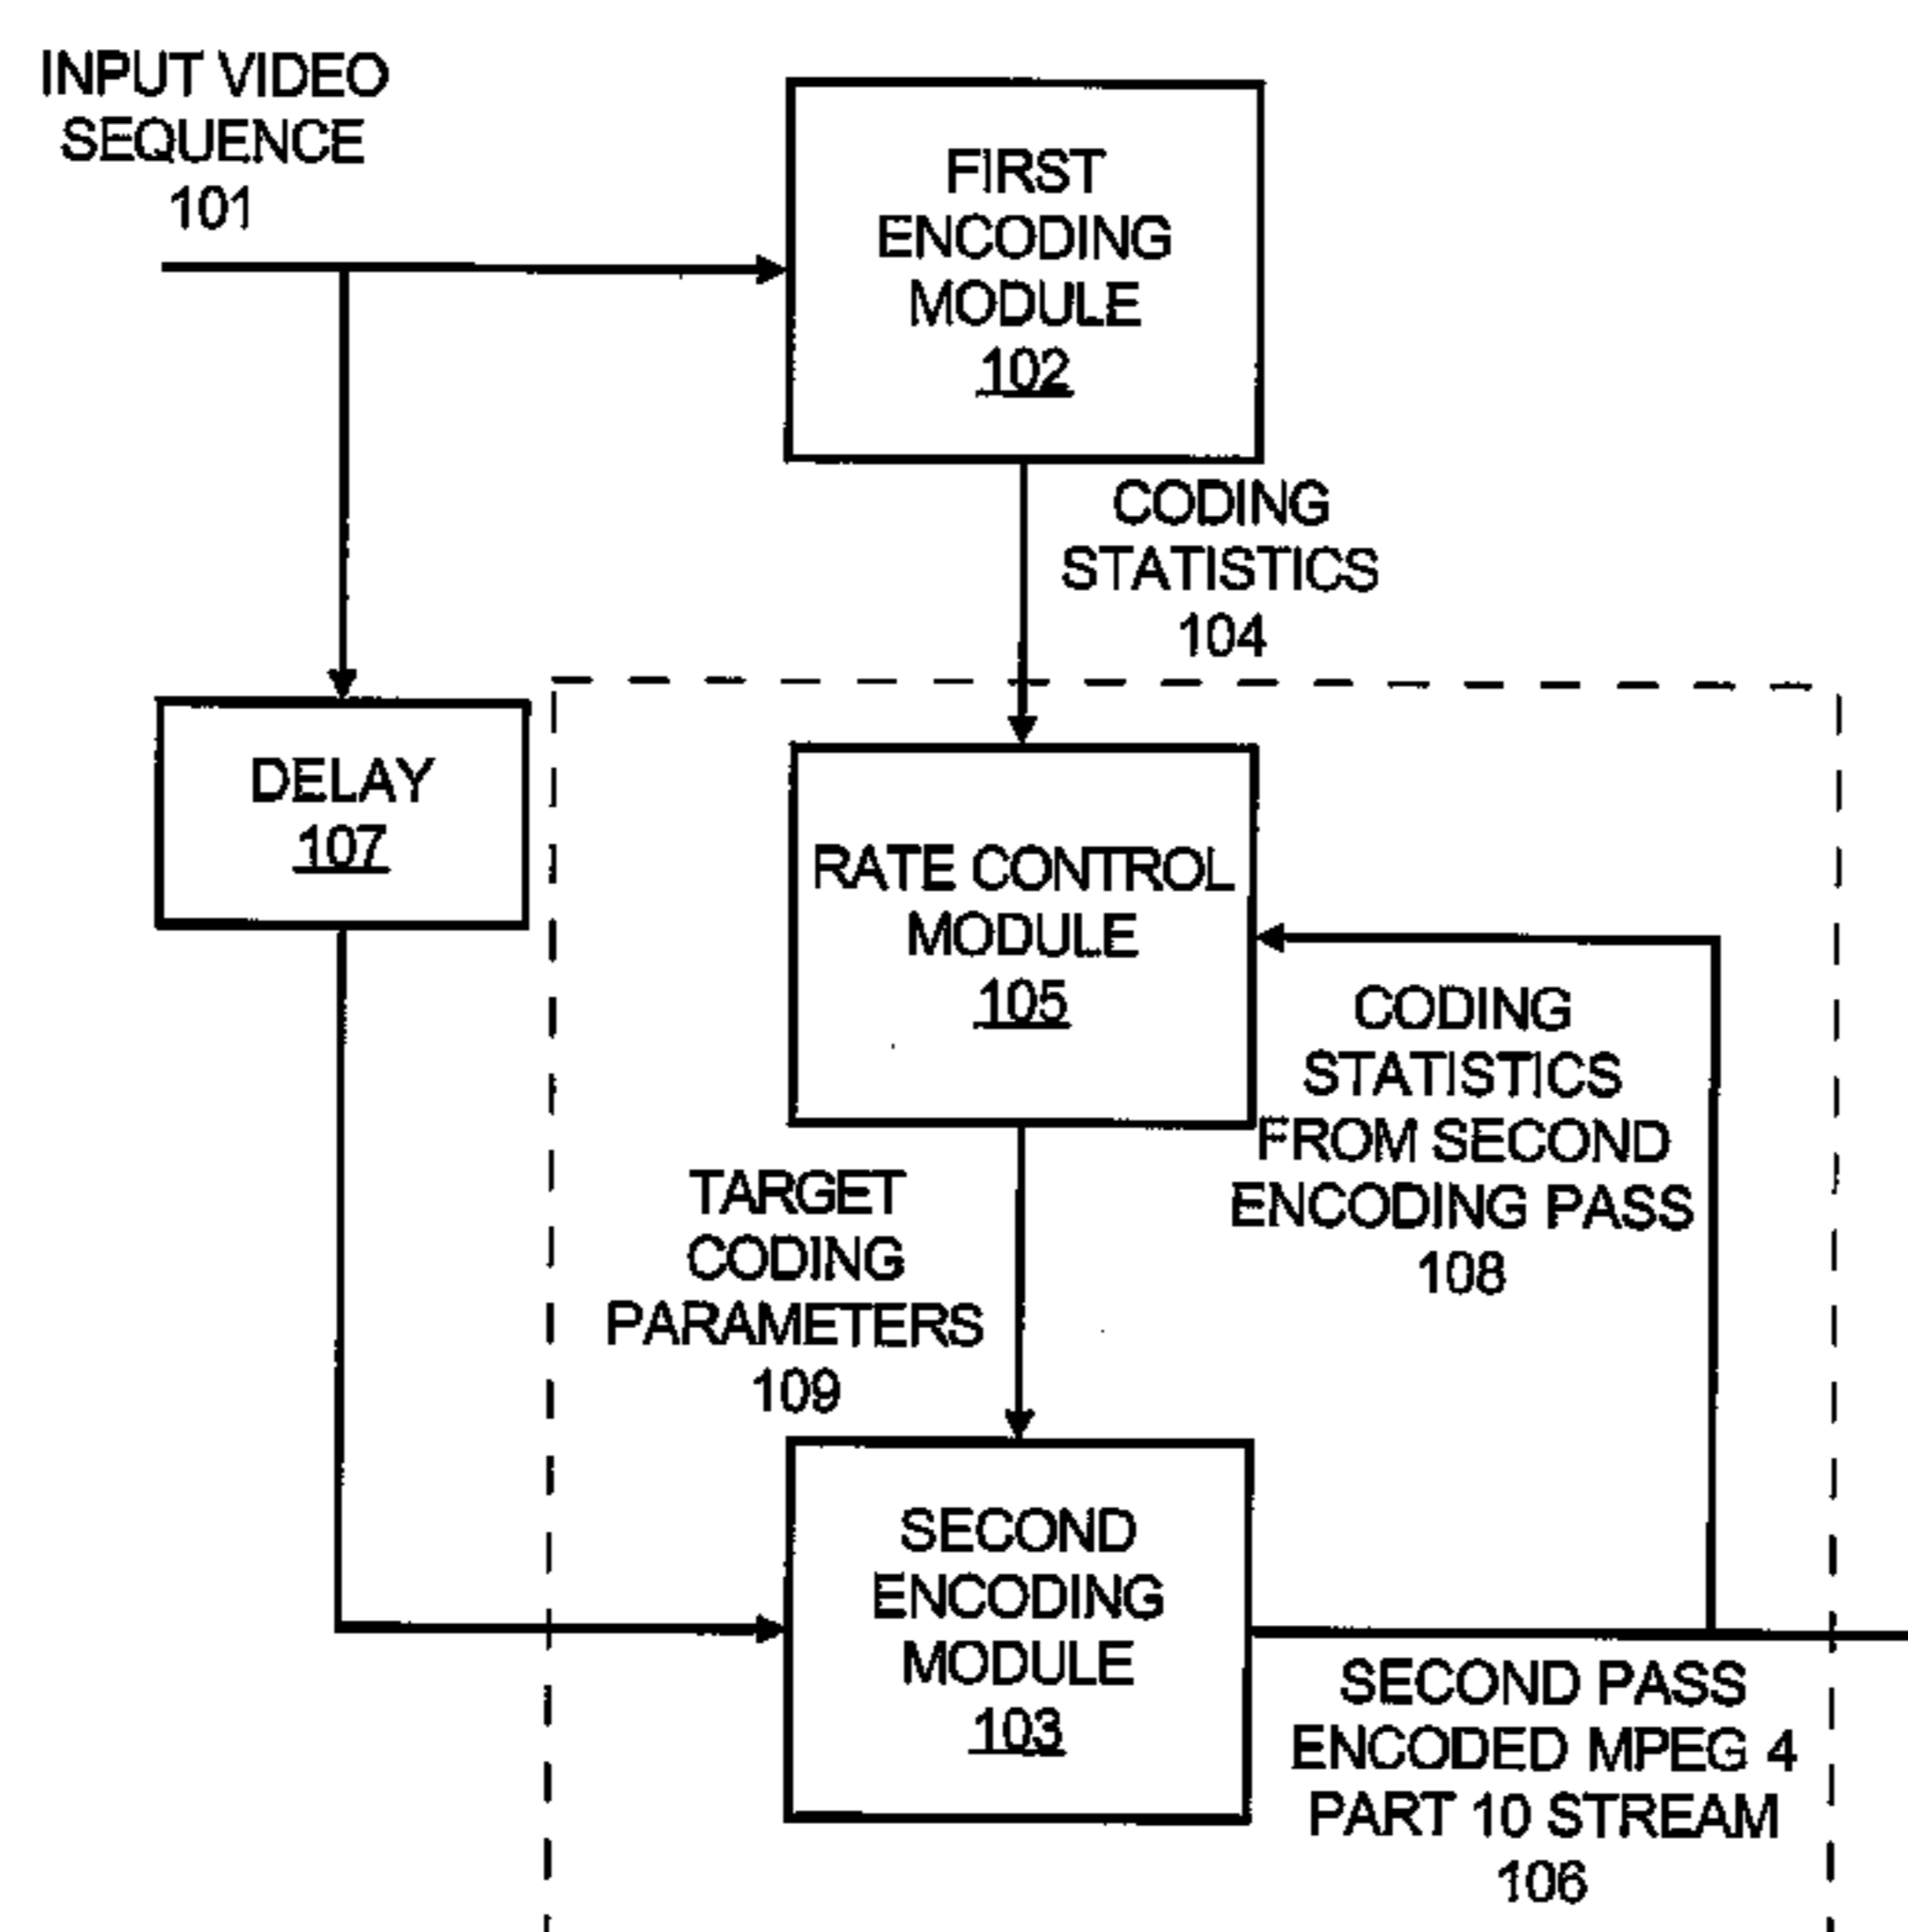 INPUT VIDEO
SEQUENCE
101
FIRST
ENCODING
MODULE
102
CODING
STATISTICS
104
DELAY
107
RATE CONTROL
MODULE
105
CODING
STATISTICS
FROM SECOND
ENCODING PASS
108
TARGET
CODING
PARAMETERS
109
SECOND
ENCODING
MODULE
103
SECOND PASS
ENCODED MPEG 4
PART 10 STREAM
106